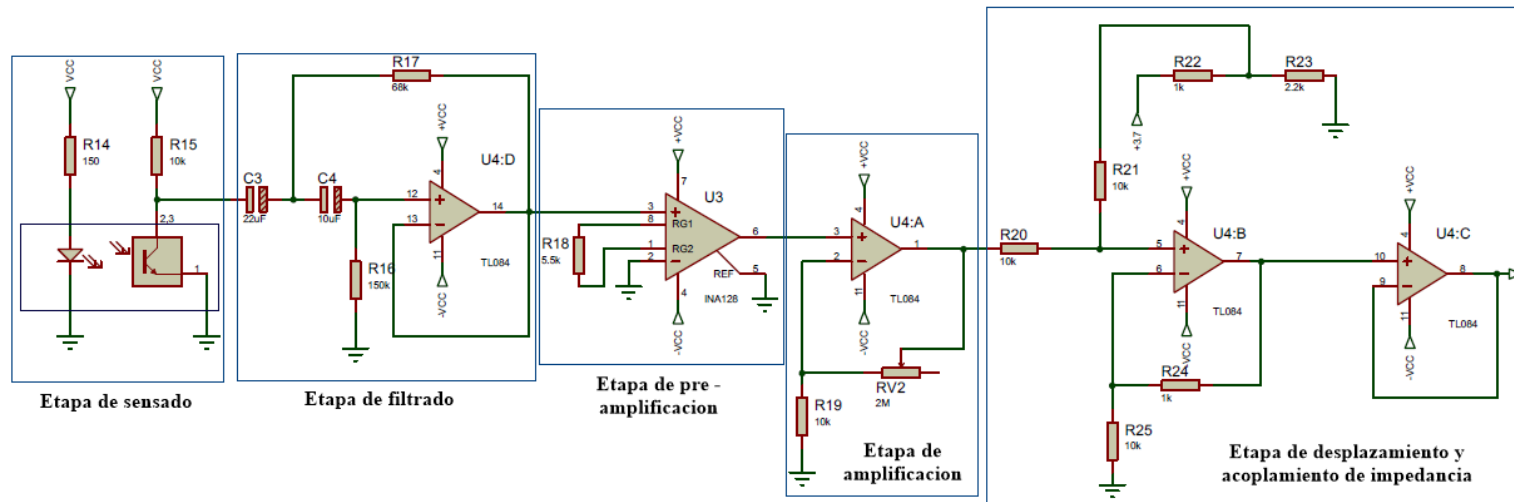 VCC
R14
150
VCC
R15
10k
2,3
1
Etapa de sensado
R17
68k
C3
22uF
C4
10uF
R16
150k
+VCC
4
U4:D
12
13
14
11
TL084
-VCC
Etapa de filtrado
+VCC
7
U3
3
8
RG1
1
RG2
2
6
REF
5
4
INA128
-VCC
R18
5.5k
Etapa de pre -
amplificacion
+VCC
4
U4:A
3
2
1
11
TL084
-VCC
RV2
2M
R19
10k
Etapa de
amplificacion
R20
10k
R21
10k
R22
1k
R23
2.2k
+3.7
+VCC
4
U4:B
5
6
7
11
TL084
-VCC
R24
1k
R25
10k
+VCC
4
U4:C
10
9
8
11
TL084
-VCC
Etapa de desplazamiento y
acoplamiento de impedancia